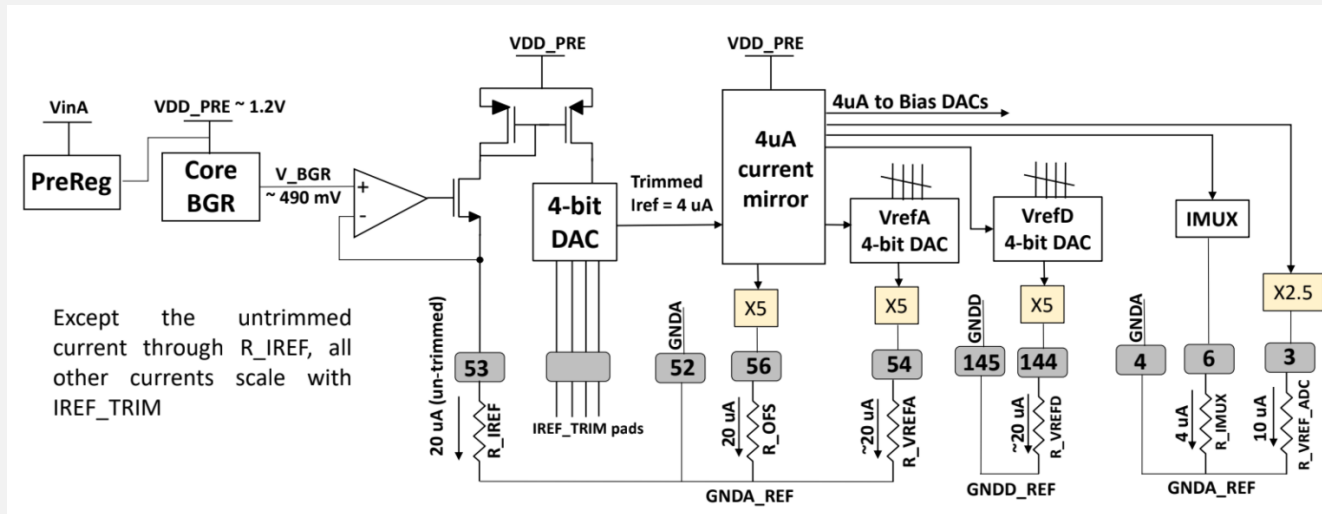 VDD_PRE
VDD_PRE
VinA
VDD_PRE ~ 1.2V
4uA to Bias DACs
PreReg
Core
BGR
V_BGR
~ 490 mV
+
-
4-bit
DAC
Trimmed
Iref = 4 uA
4uA
current
mirror
VrefA
4-bit DAC
VrefD
4-bit DAC
IMUX
X5
X5
X5
X2.5
Except the untrimmed
current through R_IREF, all
other currents scale with
IREF_TRIM
20 uA (un-trimmed)
53
R_IREF
IREF_TRIM pads
GNDA
52
56
20 uA
R_OFS
54
~20 uA
R_VREFA
GNDA_REF
GNDD
145
144
~20 uA
R_VREFD
GNDD_REF
GNDA
4
6
4 uA
R_IMUX
3
10 uA
R_VREF_ADC
GNDA_REF